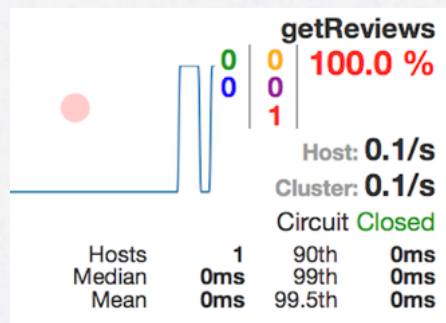 getReviews
0 0 100.0 %
0 0
1
Host: 0.1/s
Cluster: 0.1/s
Circuit Closed
Hosts 1 90th 0ms
Median 0ms 99th 0ms
Mean 0ms 99.5th 0ms